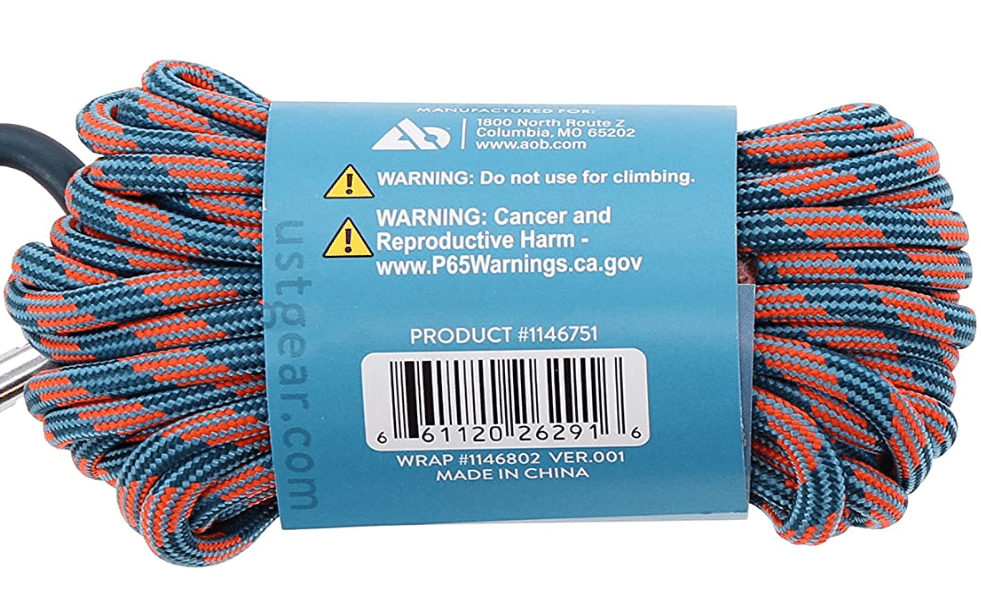 MANUFACTURED FOR:
AO
1800 North Route Z
Columbia, MO 65202
www.aob.com
WARNING: Do not use for climbing.
WARNING: Cancer and
Reproductive Harm -
www.P65Warnings.ca.gov
PRODUCT #1146751
6 61120 26291 6
WRAP #1146802 VER.001
MADE IN CHINA
ustgear.com